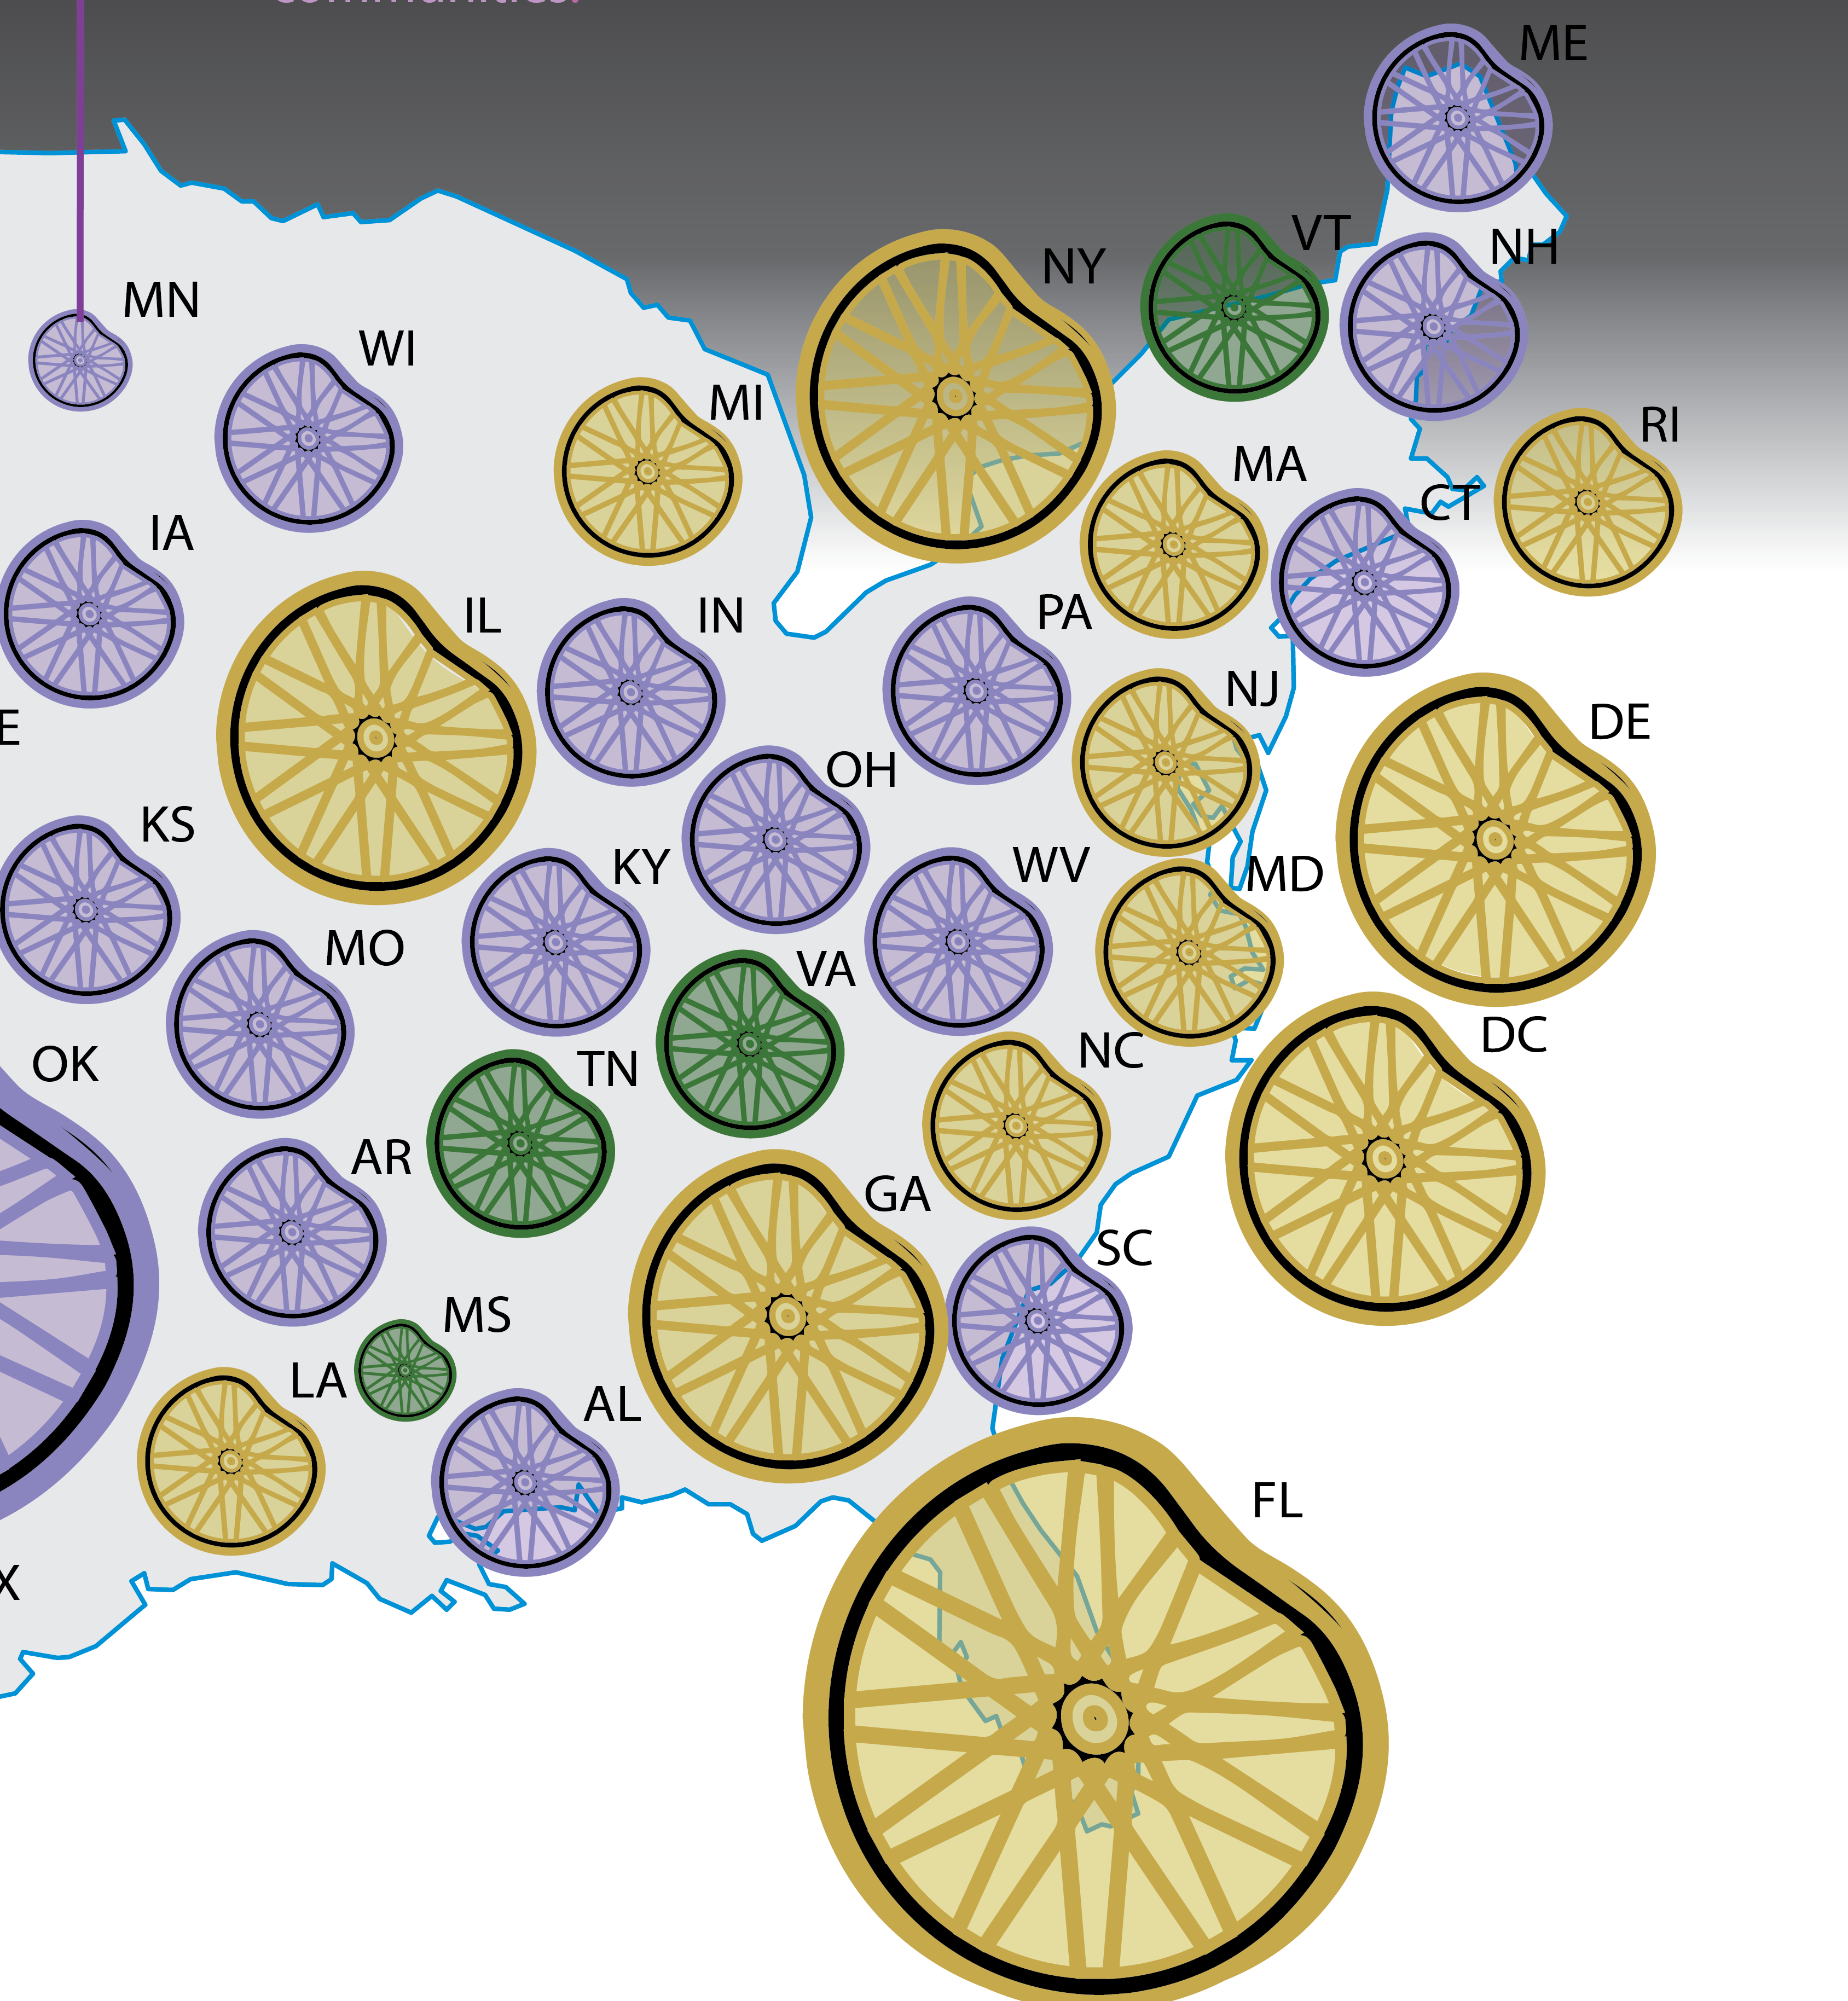 communities.
ME
VT
NH
NY
MN
WI
MI
RI
MA
CT
IA
IL
IN
PA
NJ
DE
E
OH
KS
KY
WV
MD
MO
VA
DC
OK
NC
TN
AR
GA
SC
MS
LA
AL
FL
X